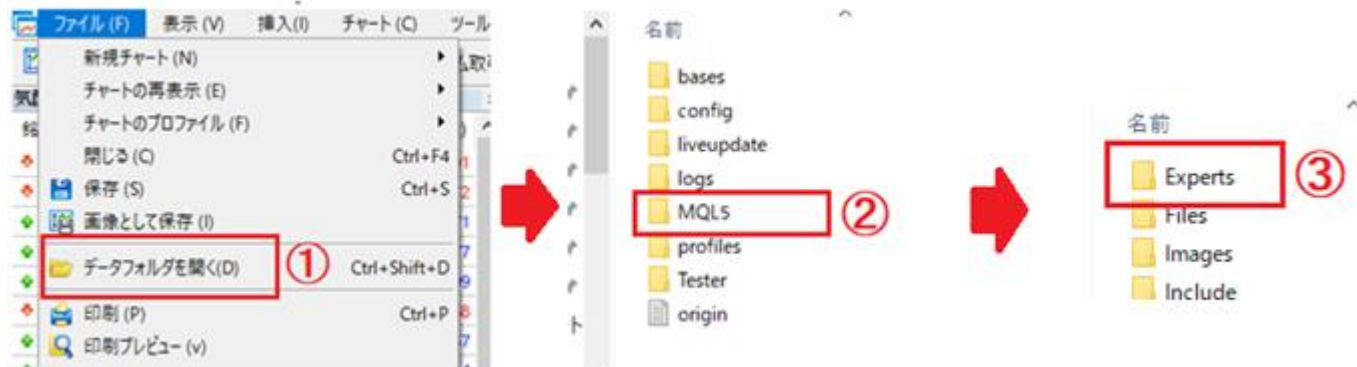 ファイル (F) 表示 (V) 挿入(I) チャート (C) ツール
新規チャート (N)
チャートの再表示 (E)
チャートのプロファイル (F)
閉じる (C) Ctrl+F4
保存 (S) Ctrl+S
画像として保存 (I)
データフォルダを開く(D) ① Ctrl+Shift+D
印刷 (P) Ctrl+P
印刷プレビュー (v)
名前
bases
config
liveupdate
logs
MQL5 ②
profiles
Tester
origin
名前
Experts ③
Files
Images
Include